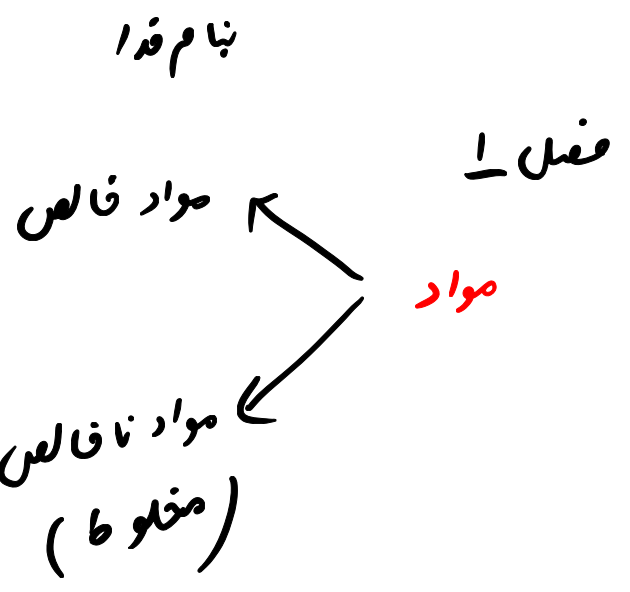 بنام خدا
فصل ۱
مواد خالص
مواد
مواد ناخالص
(مخلوط)